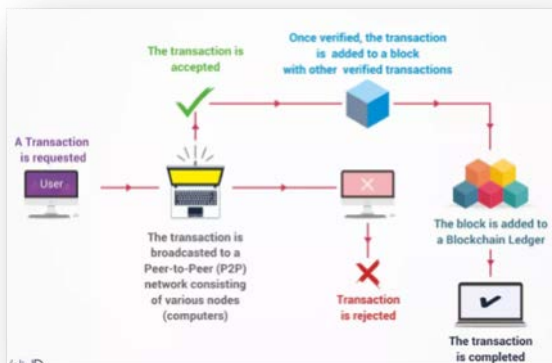 The transaction is
accepted
Once verified, the transaction
is added to a block
with other verified transactions
A Transaction
is requested
User
The transaction is
broadcasted to a
Peer-to-Peer (P2P)
network consisting
of various nodes
(computers)
Transaction
is rejected
The block is added to
a Blockchain Ledger
The transaction
is completed